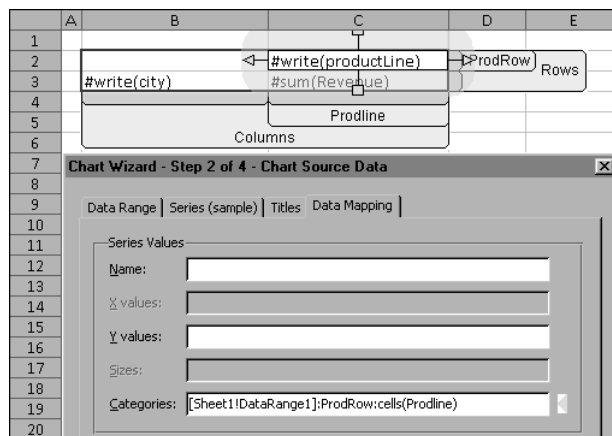 A B C D E
1
2 #write(productLine) ProdRow
3 #write(city) #sum(Revenue) Rows
4
5 Prodline
6 Columns
7 Chart Wizard - Step 2 of 4 - Chart Source Data
8
9 Data Range Series (sample) Titles Data Mapping
10
11 Series Values
12 Name:
13
14 X values:
15
16 Y values:
17 Sizes:
18
19 Categories: [Sheet1!DataRange1]:ProdRow:cells(Prodline)
20